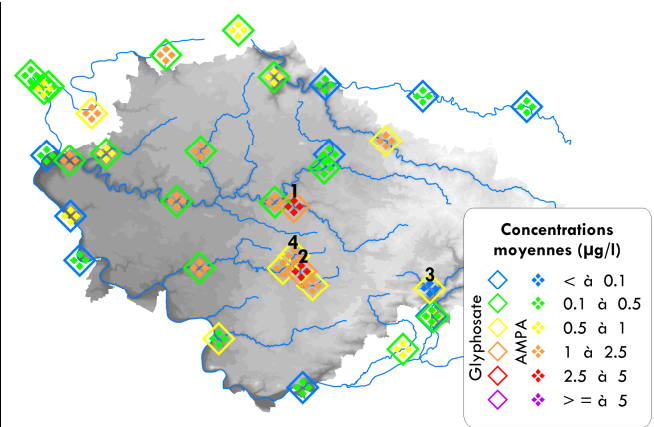 1
4
2
3
Concentrations
moyennes (µg/l)
Glyphosate
AMPA
< à 0.1
0.1 à 0.5
0.5 à 1
1 à 2.5
2.5 à 5
> = à 5